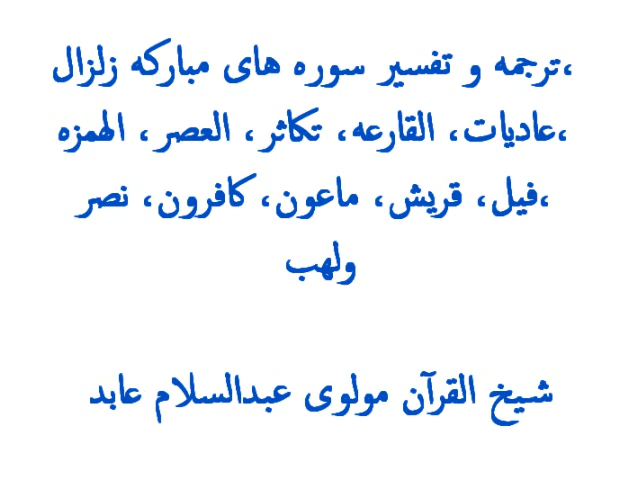 ترجمه و تفسیر سوره های مبارکه زلزال،
عادیات، القارعه، تکاثر، العصر، الهمزه،
فیل، قریش، ماعون، کافرون، نصر،
ولهب
شیخ القرآن مولوی عبدالسلام عابد